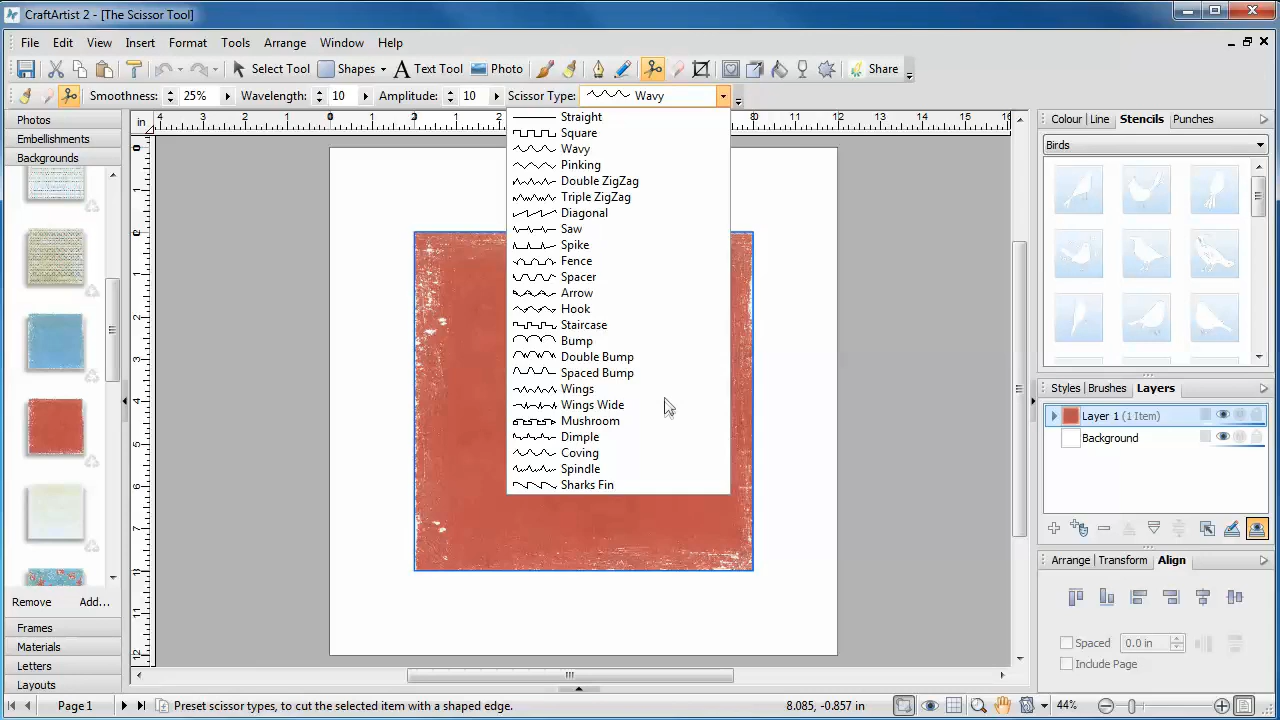 CraftArtist 2 - [The Scissor Tool]
File Edit View Insert Format Tools Arrange Window Help
Select Tool Shapes Text Tool Photo Share
Smoothness: 25% Wavelength: 10 Amplitude: 10 Scissor Type: Wavy
Photos
Embellishments
Backgrounds
Remove Add...
Frames
Materials
Letters
Layouts
in
Straight
Square
Wavy
Pinking
Double ZigZag
Triple ZigZag
Diagonal
Saw
Spike
Fence
Spacer
Arrow
Hook
Staircase
Bump
Double Bump
Spaced Bump
Wings
Wings Wide
Mushroom
Dimple
Coving
Spindle
Sharks Fin
Colour Line Stencils Punches
Birds
Styles Brushes Layers
Layer 1 (1 Item)
Background
Arrange Transform Align
Spaced 0.0 in
Include Page
Page 1 Preset scissor types, to cut the selected item with a shaped edge. 8.085, -0.857 in 44%